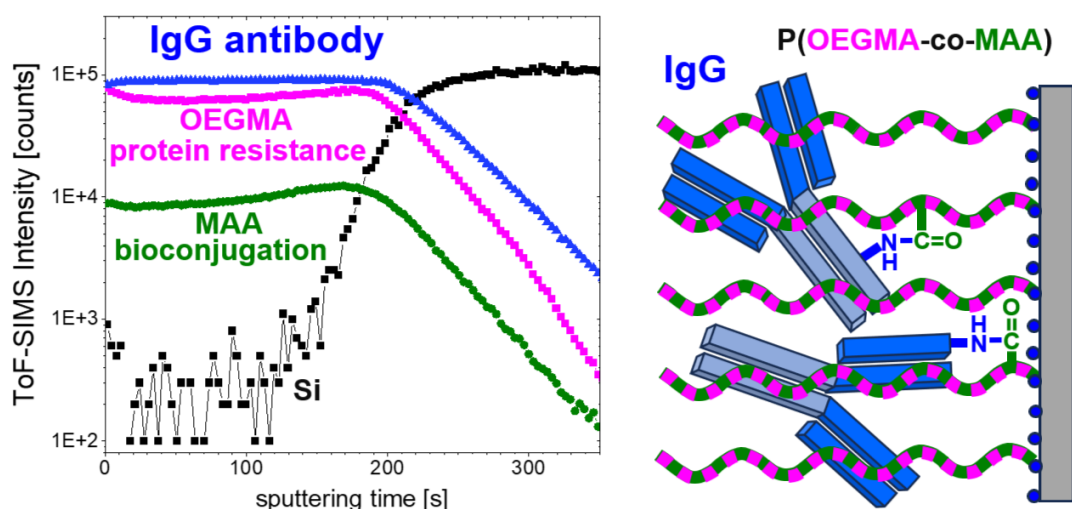 IgG antibody
OEGMA
protein resistance
MAA
bioconjugation
Si
ToF-SIMS Intensity [counts]
1E+5
1E+4
1E+3
1E+2
0
100
200
300
sputtering time [s]
P(OEGMA-co-MAA)
IgG
N
H
C=O
O
H
N
C